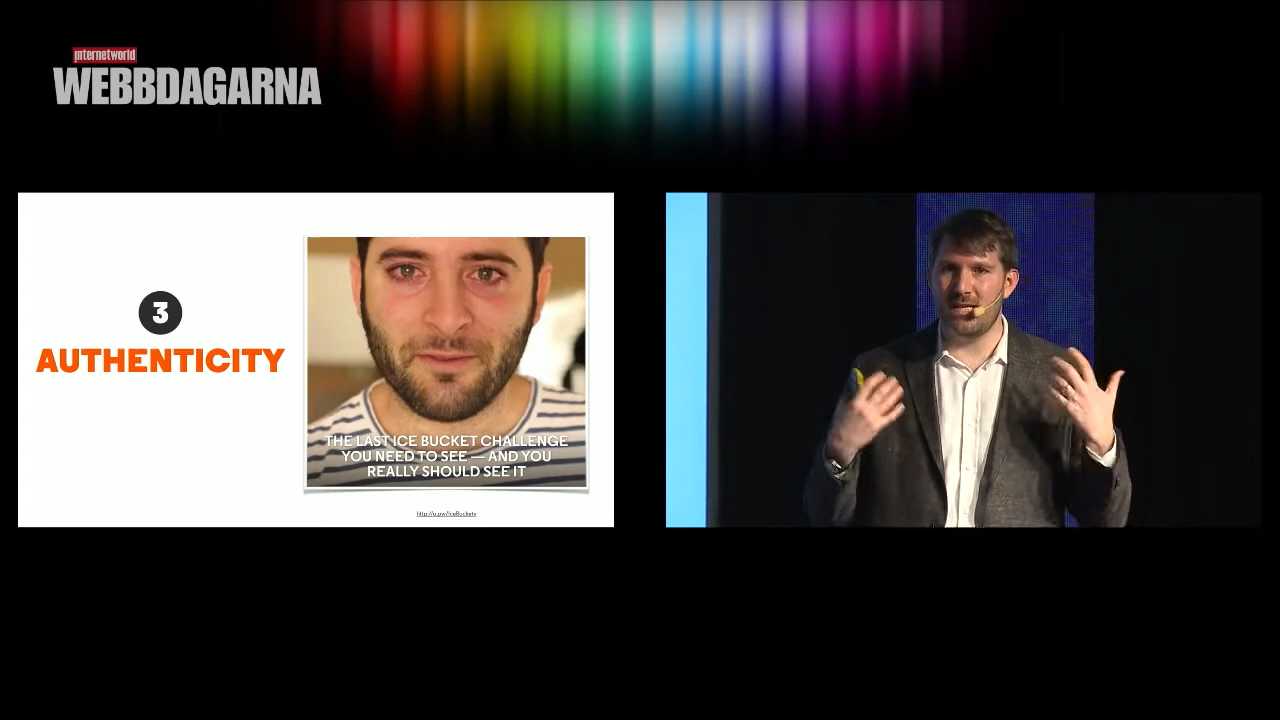 internetworld
WEBBDAGARNA
3
AUTHENTICITY
THE LAST ICE BUCKET CHALLENGE
YOU NEED TO SEE — AND YOU
REALLY SHOULD SEE IT